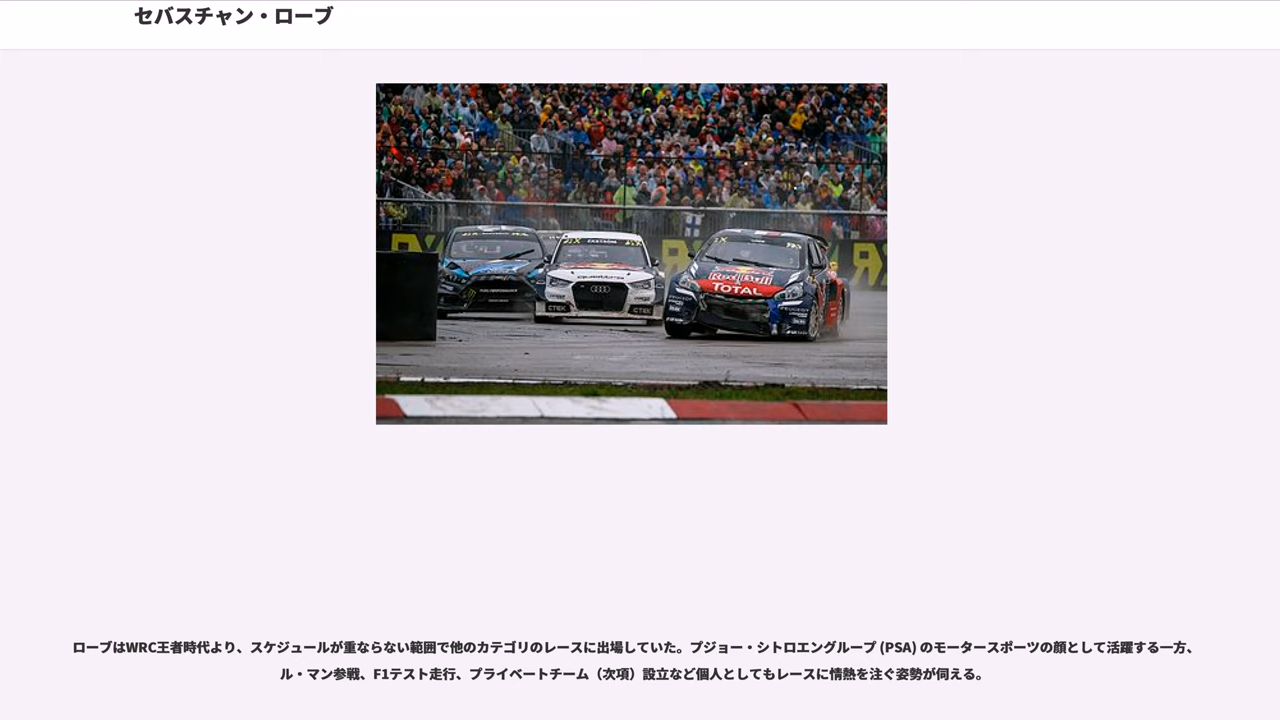 セバスチャン・ローブ
EKSTRÖM
Red Bull
TOTAL
CTEK
CTEK
PEUGEOT
ローブはWRC王者時代より、スケジュールが重ならない範囲で他のカテゴリのレースに出場していた。プジョー・シトロエングループ (PSA) のモータースポーツの顔として活躍する一方、
ル・マン参戦、F1テスト走行、プライベートチーム（次項）設立など個人としてもレースに情熱を注ぐ姿勢が伺える。